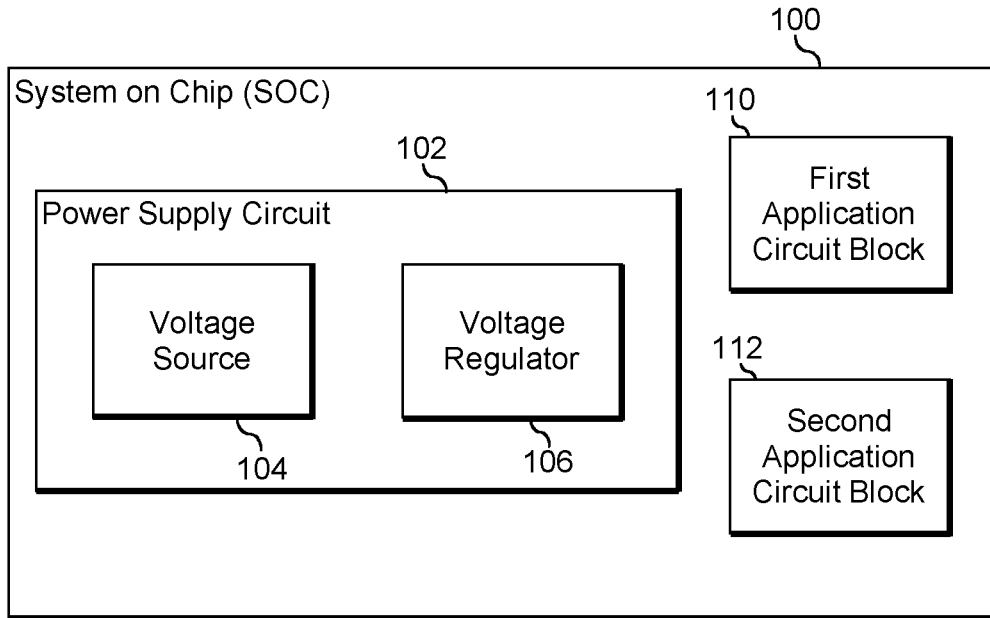 100
System on Chip (SOC)
110
102
First
Application
Circuit Block
Power Supply Circuit
Voltage
Source
Voltage
Regulator
112
104
106
Second
Application
Circuit Block